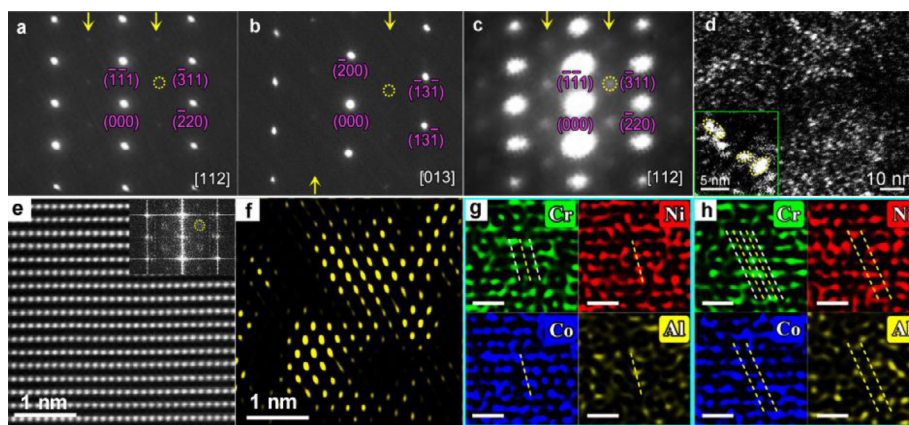 a
(1̄1̄1)
(3̄11)
(000)
(2̄20)
[112]
b
(2̄00)
(1̄31̄)
(000)
(131̄)
[013]
c
(1̄1̄1)
(3̄11)
(000)
(2̄20)
[112]
d
5 nm
10 nm
e
1 nm
f
1 nm
g
Cr
Ni
Co
Al
h
Cr
Ni
Co
Al